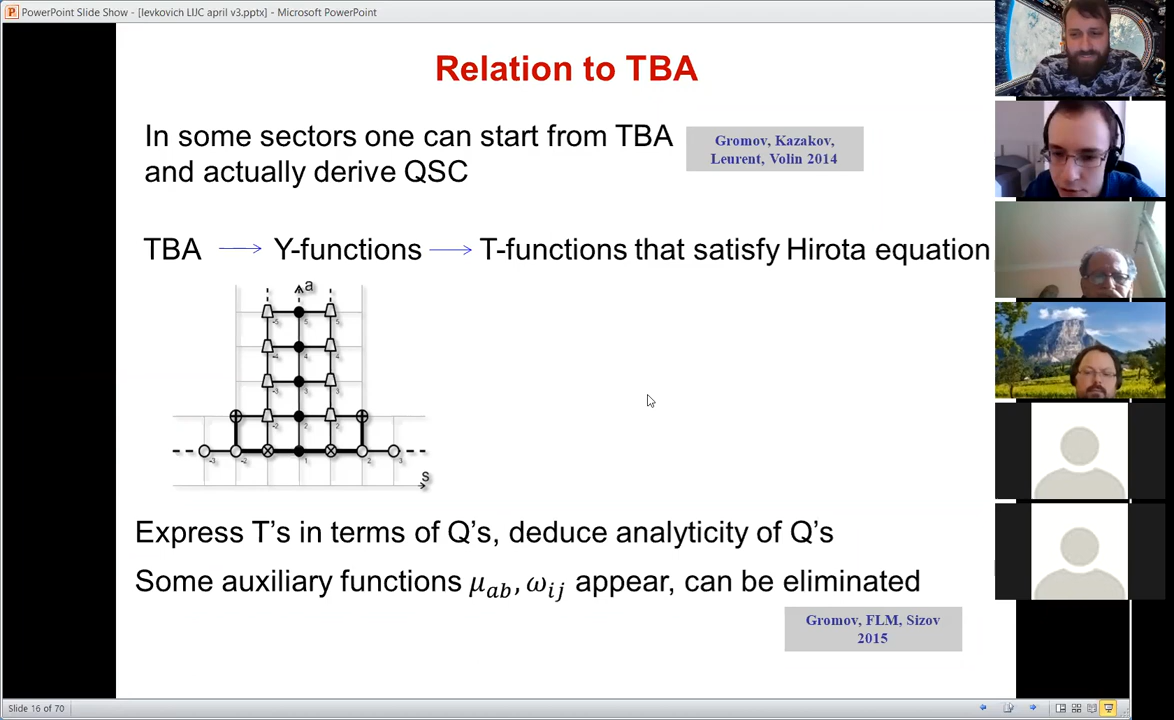 PowerPoint Slide Show - [levkovich LIJC april v3.pptx] - Microsoft PowerPoint
Relation to TBA
In some sectors one can start from TBA
and actually derive QSC
Gromov, Kazakov,
Leurent, Volin 2014
TBA → Y-functions → T-functions that satisfy Hirota equation
a
s
Express T's in terms of Q's, deduce analyticity of Q's
Some auxiliary functions μ_ab, ω_ij appear, can be eliminated
Gromov, FLM, Sizov
2015
Slide 16 of 70